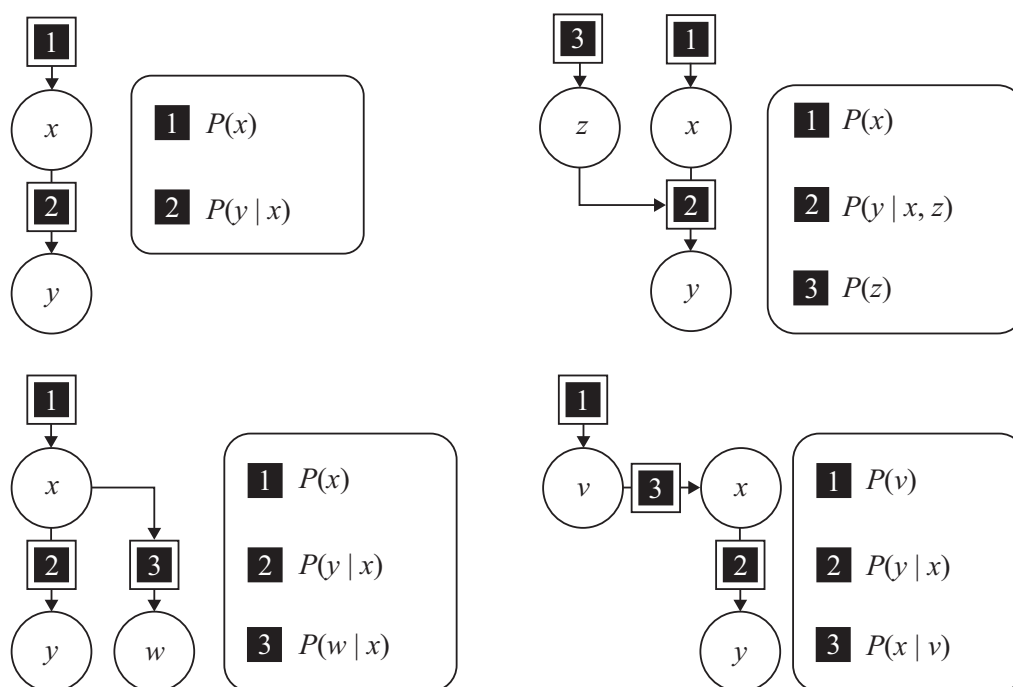 1
x
2
y
1 P(x)
2 P(y | x)
3
1
z
x
2
y
1 P(x)
2 P(y | x, z)
3 P(z)
1
x
2
3
y
w
1 P(x)
2 P(y | x)
3 P(w | x)
1
v
3
x
2
y
1 P(v)
2 P(y | x)
3 P(x | v)